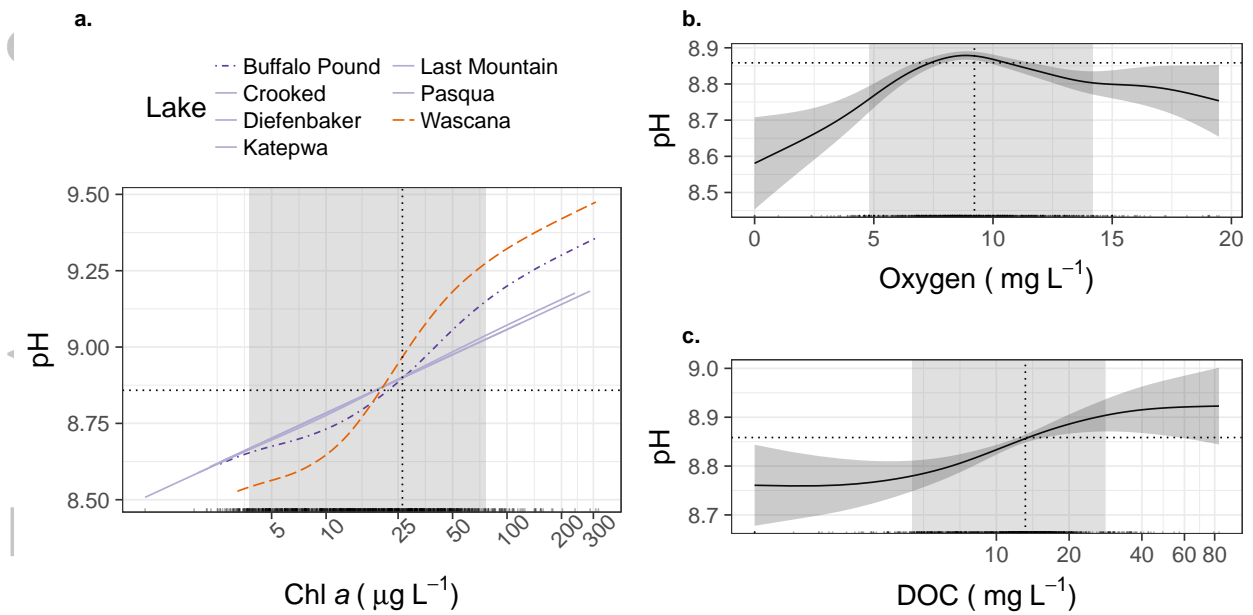 a.
Lake
Buffalo Pound
Crooked
Diefenbaker
Katepwa
Last Mountain
Pasqua
Wascana
pH
9.50
9.25
9.00
8.75
8.50
5 10 25 50 100 200 300
Chl a ( μg L⁻¹)
b.
pH
8.9
8.8
8.7
8.6
8.5
0 5 10 15 20
Oxygen ( mg L⁻¹)
c.
pH
9.0
8.9
8.8
8.7
10 20 40 60 80
DOC ( mg L⁻¹)